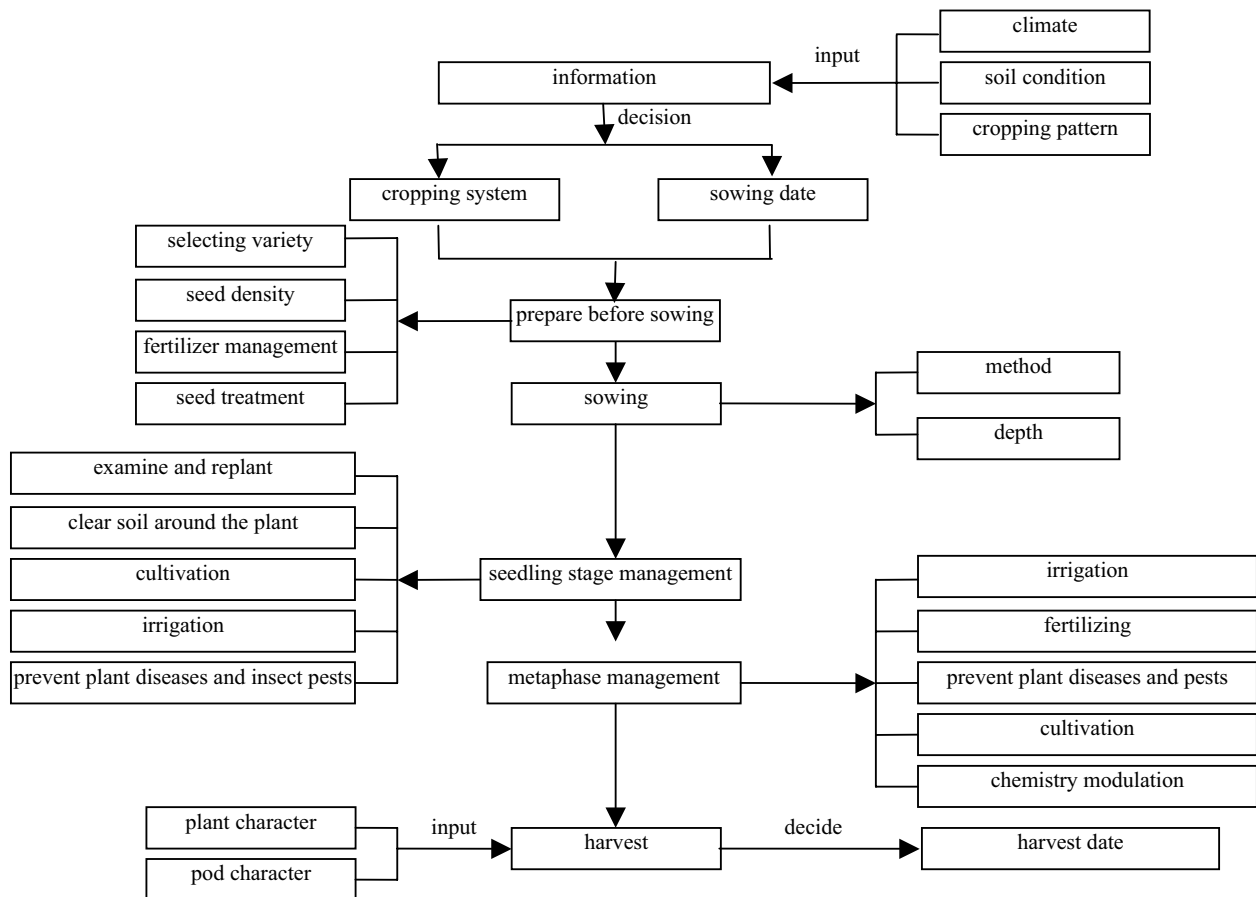 climate
input
information
soil condition
decision
cropping pattern
cropping system
sowing date
selecting variety
seed density
prepare before sowing
fertilizer management
method
seed treatment
sowing
depth
examine and replant
clear soil around the plant
cultivation
seedling stage management
irrigation
irrigation
fertilizing
prevent plant diseases and insect pests
metaphase management
prevent plant diseases and pests
cultivation
chemistry modulation
plant character
input
harvest
decide
harvest date
pod character